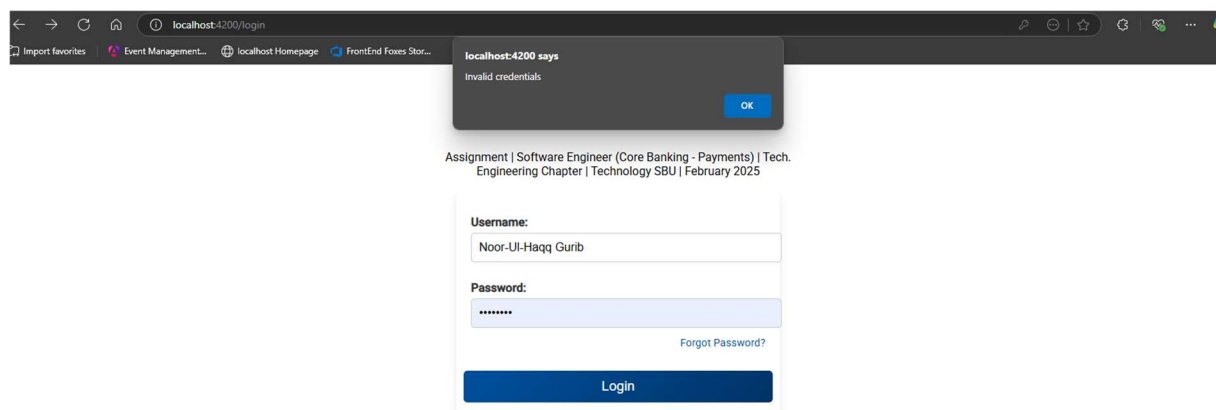 localhost:4200/login
Import favorites
Event Management...
localhost Homepage
FrontEnd Foxes Stor...
localhost:4200 says
Invalid credentials
OK
Assignment | Software Engineer (Core Banking - Payments) | Tech.
Engineering Chapter | Technology SBU | February 2025
Username:
Noor-Ul-Haqq Gurib
Password:
••••••••
Forgot Password?
Login